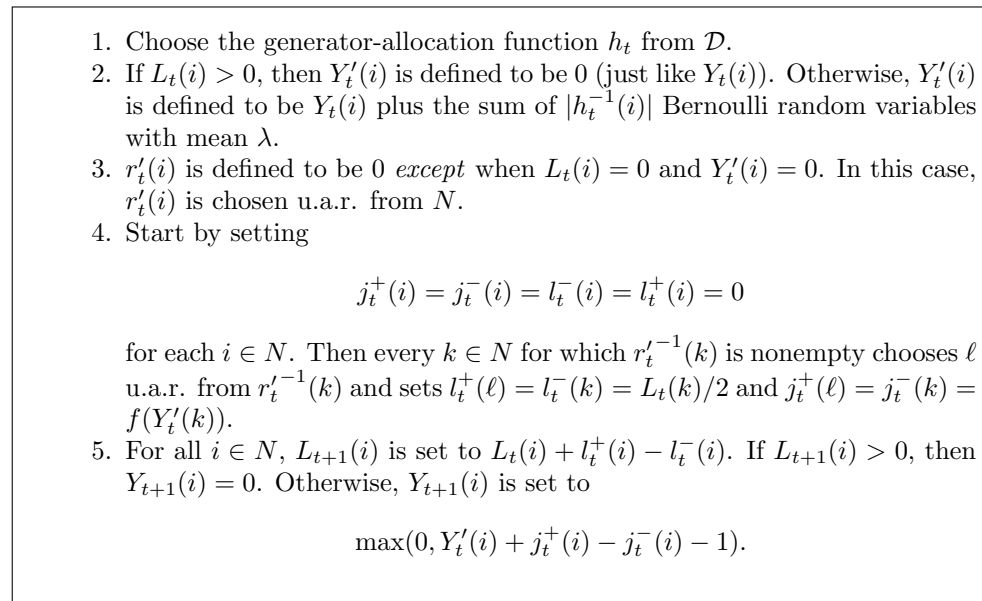 1. Choose the generator-allocation function h_t from 𝒟.
2. If L_t(i) > 0, then Y′_t(i) is defined to be 0 (just like Y_t(i)). Otherwise, Y′_t(i)
is defined to be Y_t(i) plus the sum of |h_t^{−1}(i)| Bernoulli random variables
with mean λ.
3. r′_t(i) is defined to be 0 except when L_t(i) = 0 and Y′_t(i) = 0. In this case,
r′_t(i) is chosen u.a.r. from N.
4. Start by setting
j_t^+(i) = j_t^−(i) = l_t^−(i) = l_t^+(i) = 0
for each i ∈ N. Then every k ∈ N for which r′_t^{−1}(k) is nonempty chooses ℓ
u.a.r. from r′_t^{−1}(k) and sets l_t^+(ℓ) = l_t^−(k) = L_t(k)/2 and j_t^+(ℓ) = j_t^−(k) =
f(Y′_t(k)).
5. For all i ∈ N, L_{t+1}(i) is set to L_t(i) + l_t^+(i) − l_t^−(i). If L_{t+1}(i) > 0, then
Y_{t+1}(i) = 0. Otherwise, Y_{t+1}(i) is set to
max(0, Y′_t(i) + j_t^+(i) − j_t^−(i) − 1).